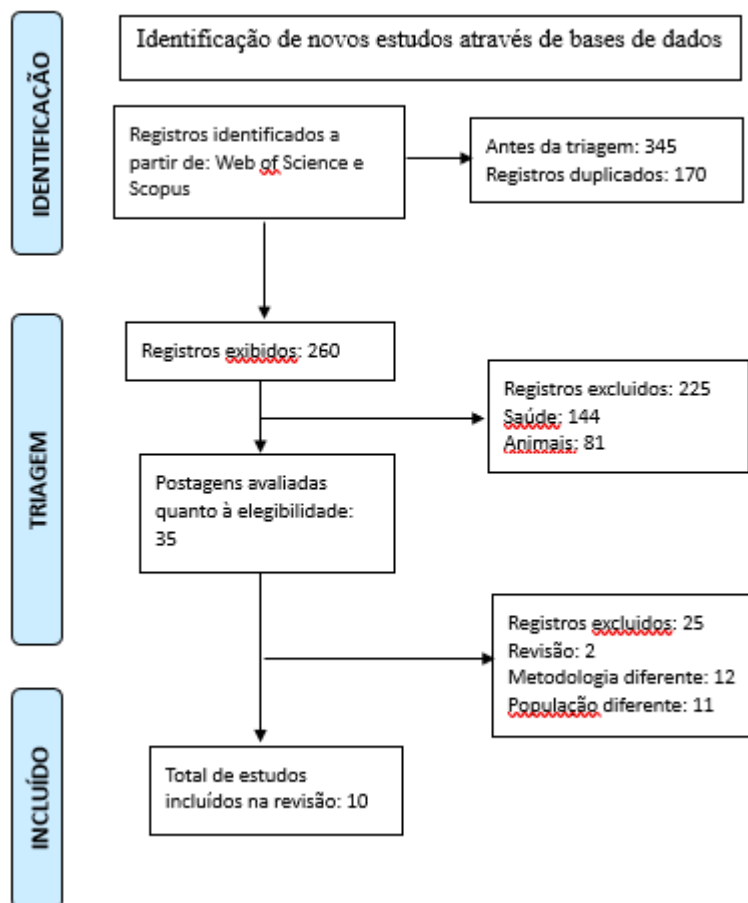 IDENTIFICAÇÃO
Identificação de novos estudos através de bases de dados
Registros identificados a
partir de: Web of Science e
Scopus
Antes da triagem: 345
Registros duplicados: 170
TRIAGEM
Registros exibidos: 260
Registros excluidos: 225
Saúde: 144
Animais: 81
Postagens avaliadas
quanto à elegibilidade:
35
Registros excluidos: 25
Revisão: 2
Metodologia diferente: 12
População diferente: 11
INCLUÍDO
Total de estudos
incluídos na revisão: 10